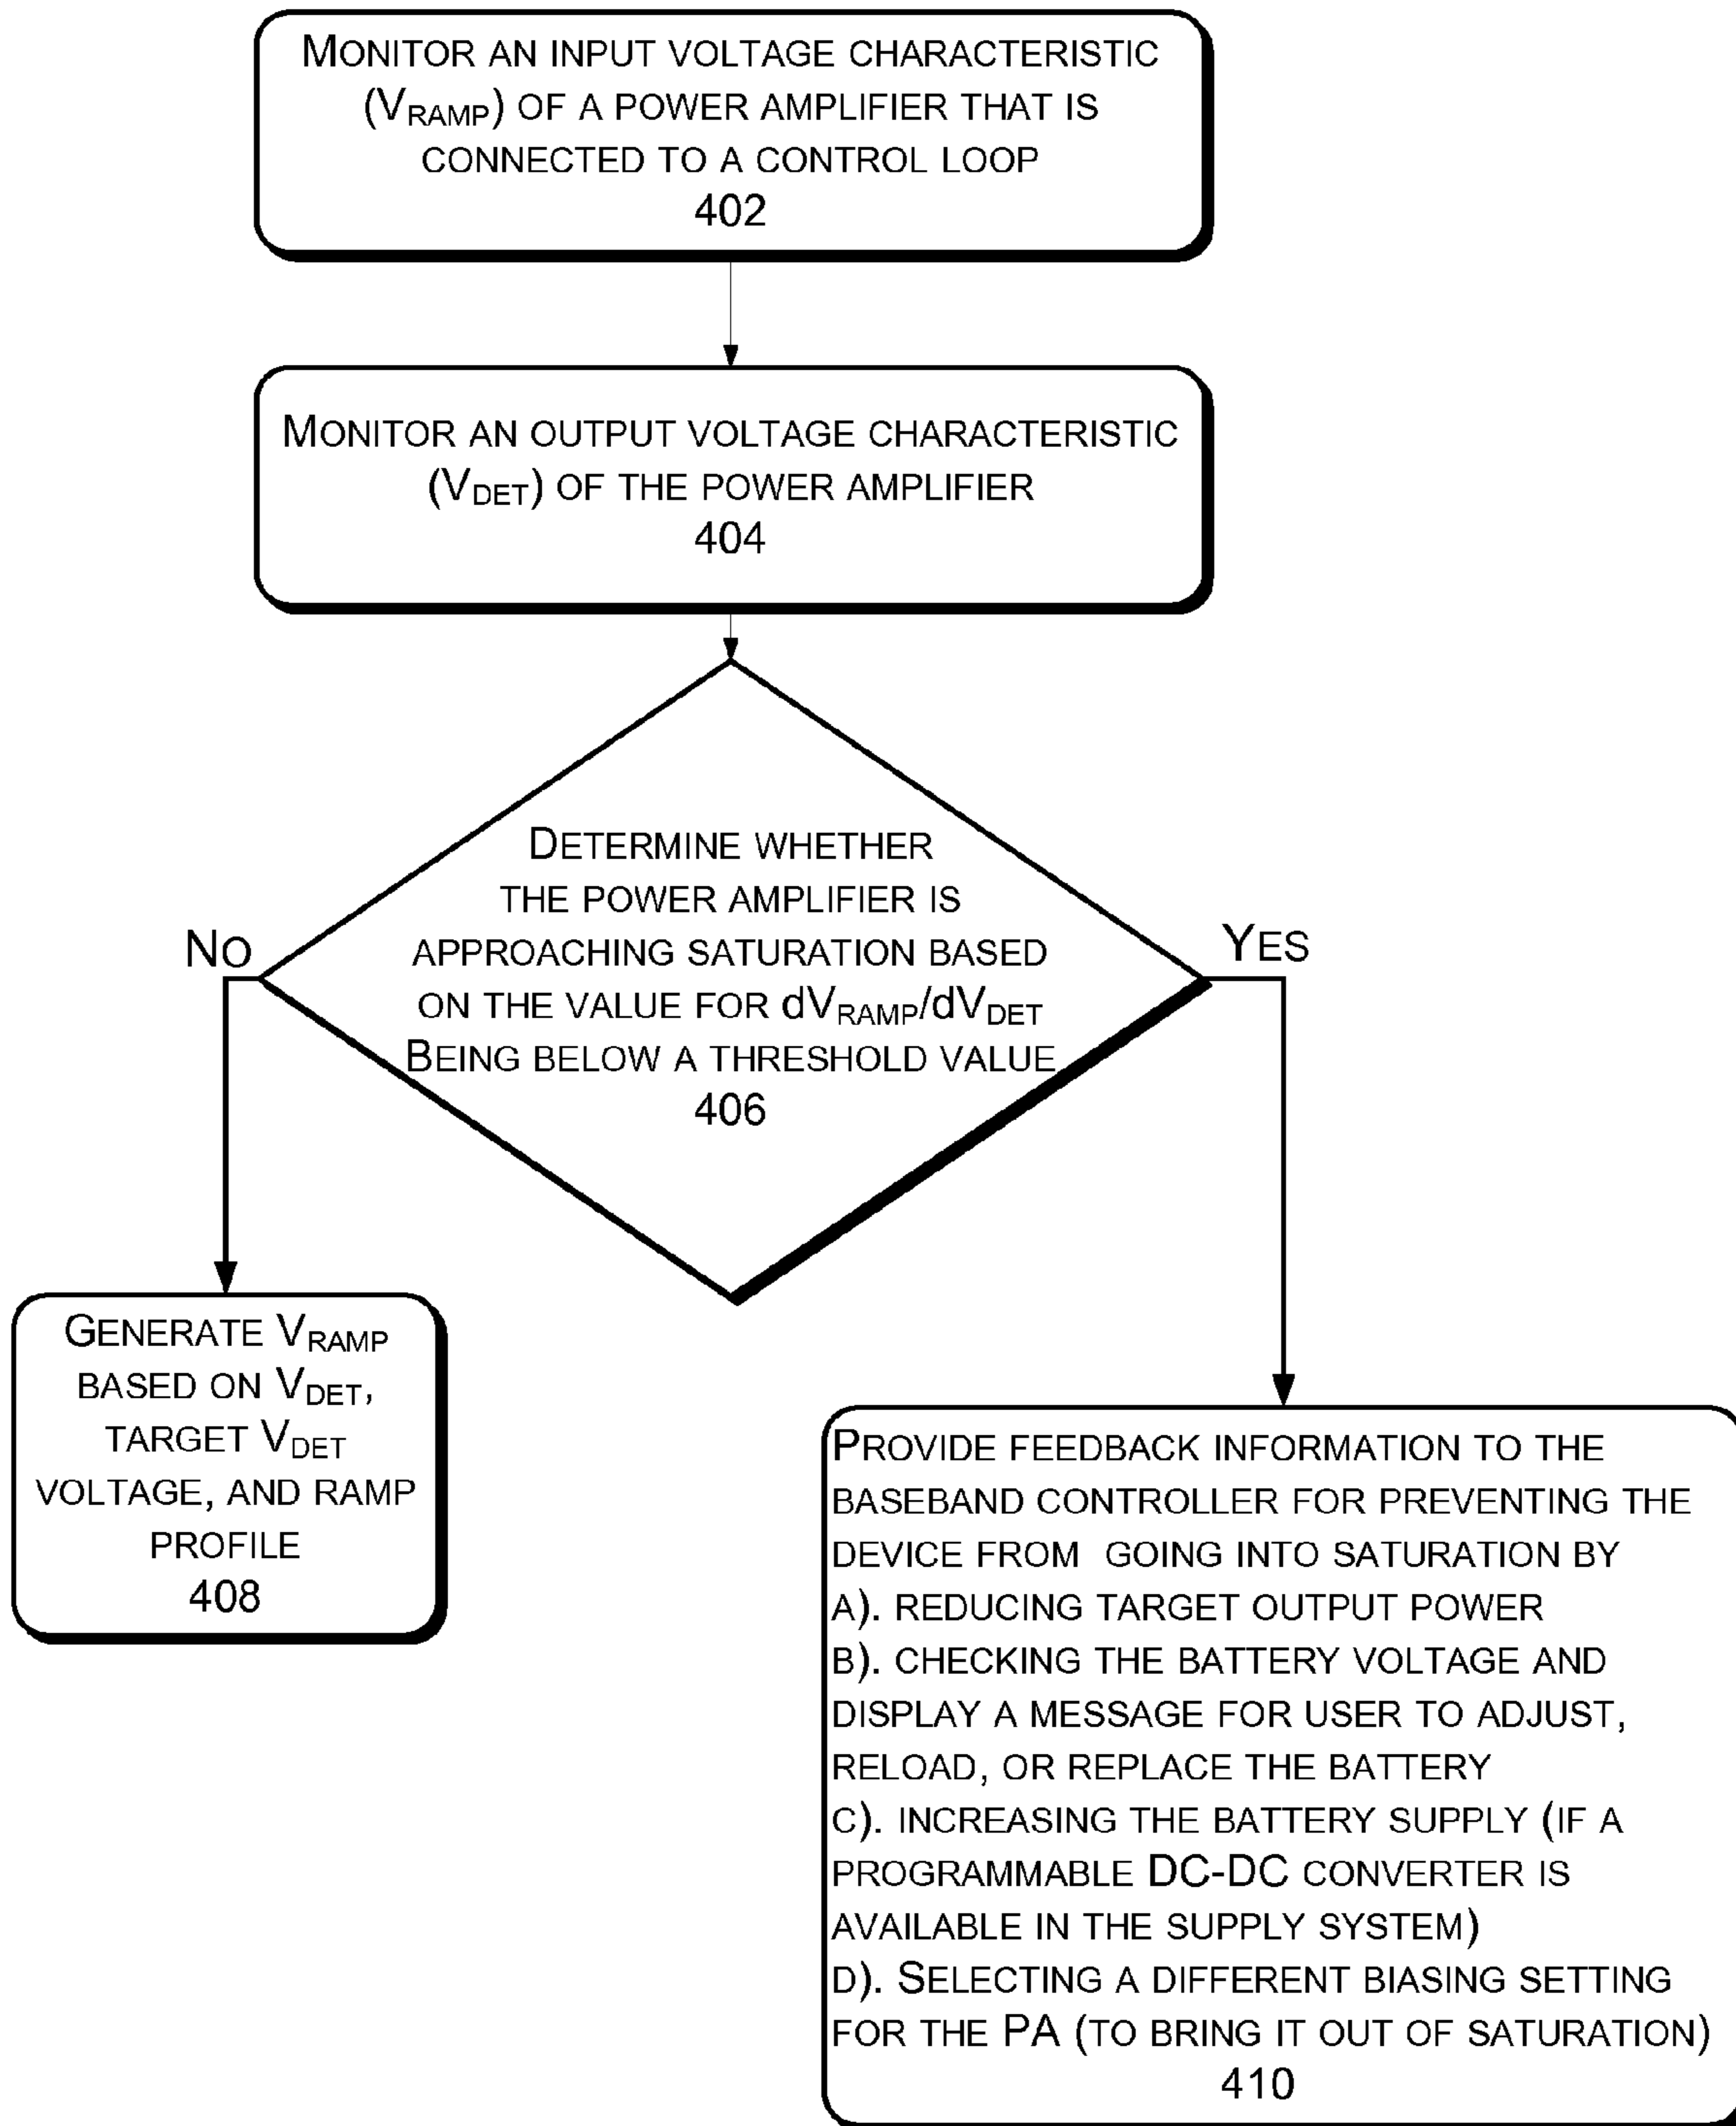 MONITOR AN INPUT VOLTAGE CHARACTERISTIC
(VRAMP) OF A POWER AMPLIFIER THAT IS
CONNECTED TO A CONTROL LOOP
402
MONITOR AN OUTPUT VOLTAGE CHARACTERISTIC
(VDET) OF THE POWER AMPLIFIER
404
DETERMINE WHETHER
THE POWER AMPLIFIER IS
APPROACHING SATURATION BASED
ON THE VALUE FOR dVRAMP/dVDET
BEING BELOW A THRESHOLD VALUE
406
NO
YES
GENERATE VRAMP
BASED ON VDET,
TARGET VDET
VOLTAGE, AND RAMP
PROFILE
408
PROVIDE FEEDBACK INFORMATION TO THE
BASEBAND CONTROLLER FOR PREVENTING THE
DEVICE FROM GOING INTO SATURATION BY
A). REDUCING TARGET OUTPUT POWER
B). CHECKING THE BATTERY VOLTAGE AND
DISPLAY A MESSAGE FOR USER TO ADJUST,
RELOAD, OR REPLACE THE BATTERY
C). INCREASING THE BATTERY SUPPLY (IF A
PROGRAMMABLE DC-DC CONVERTER IS
AVAILABLE IN THE SUPPLY SYSTEM)
D). SELECTING A DIFFERENT BIASING SETTING
FOR THE PA (TO BRING IT OUT OF SATURATION)
410